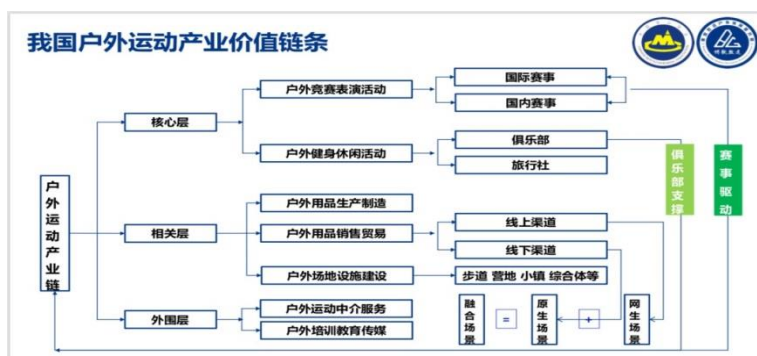 我国户外运动产业价值链条
户外运动产业链
核心层
户外竞赛表演活动
国际赛事
国内赛事
户外健身休闲活动
俱乐部
旅行社
相关层
户外用品生产制造
户外用品销售贸易
线上渠道
线下渠道
户外场地设施建设
步道 营地 小镇 综合体等
外围层
户外运动中介服务
户外培训教育传媒
融合场景
=
原生场景
+
网生场景
俱乐部支撑
赛事驱动